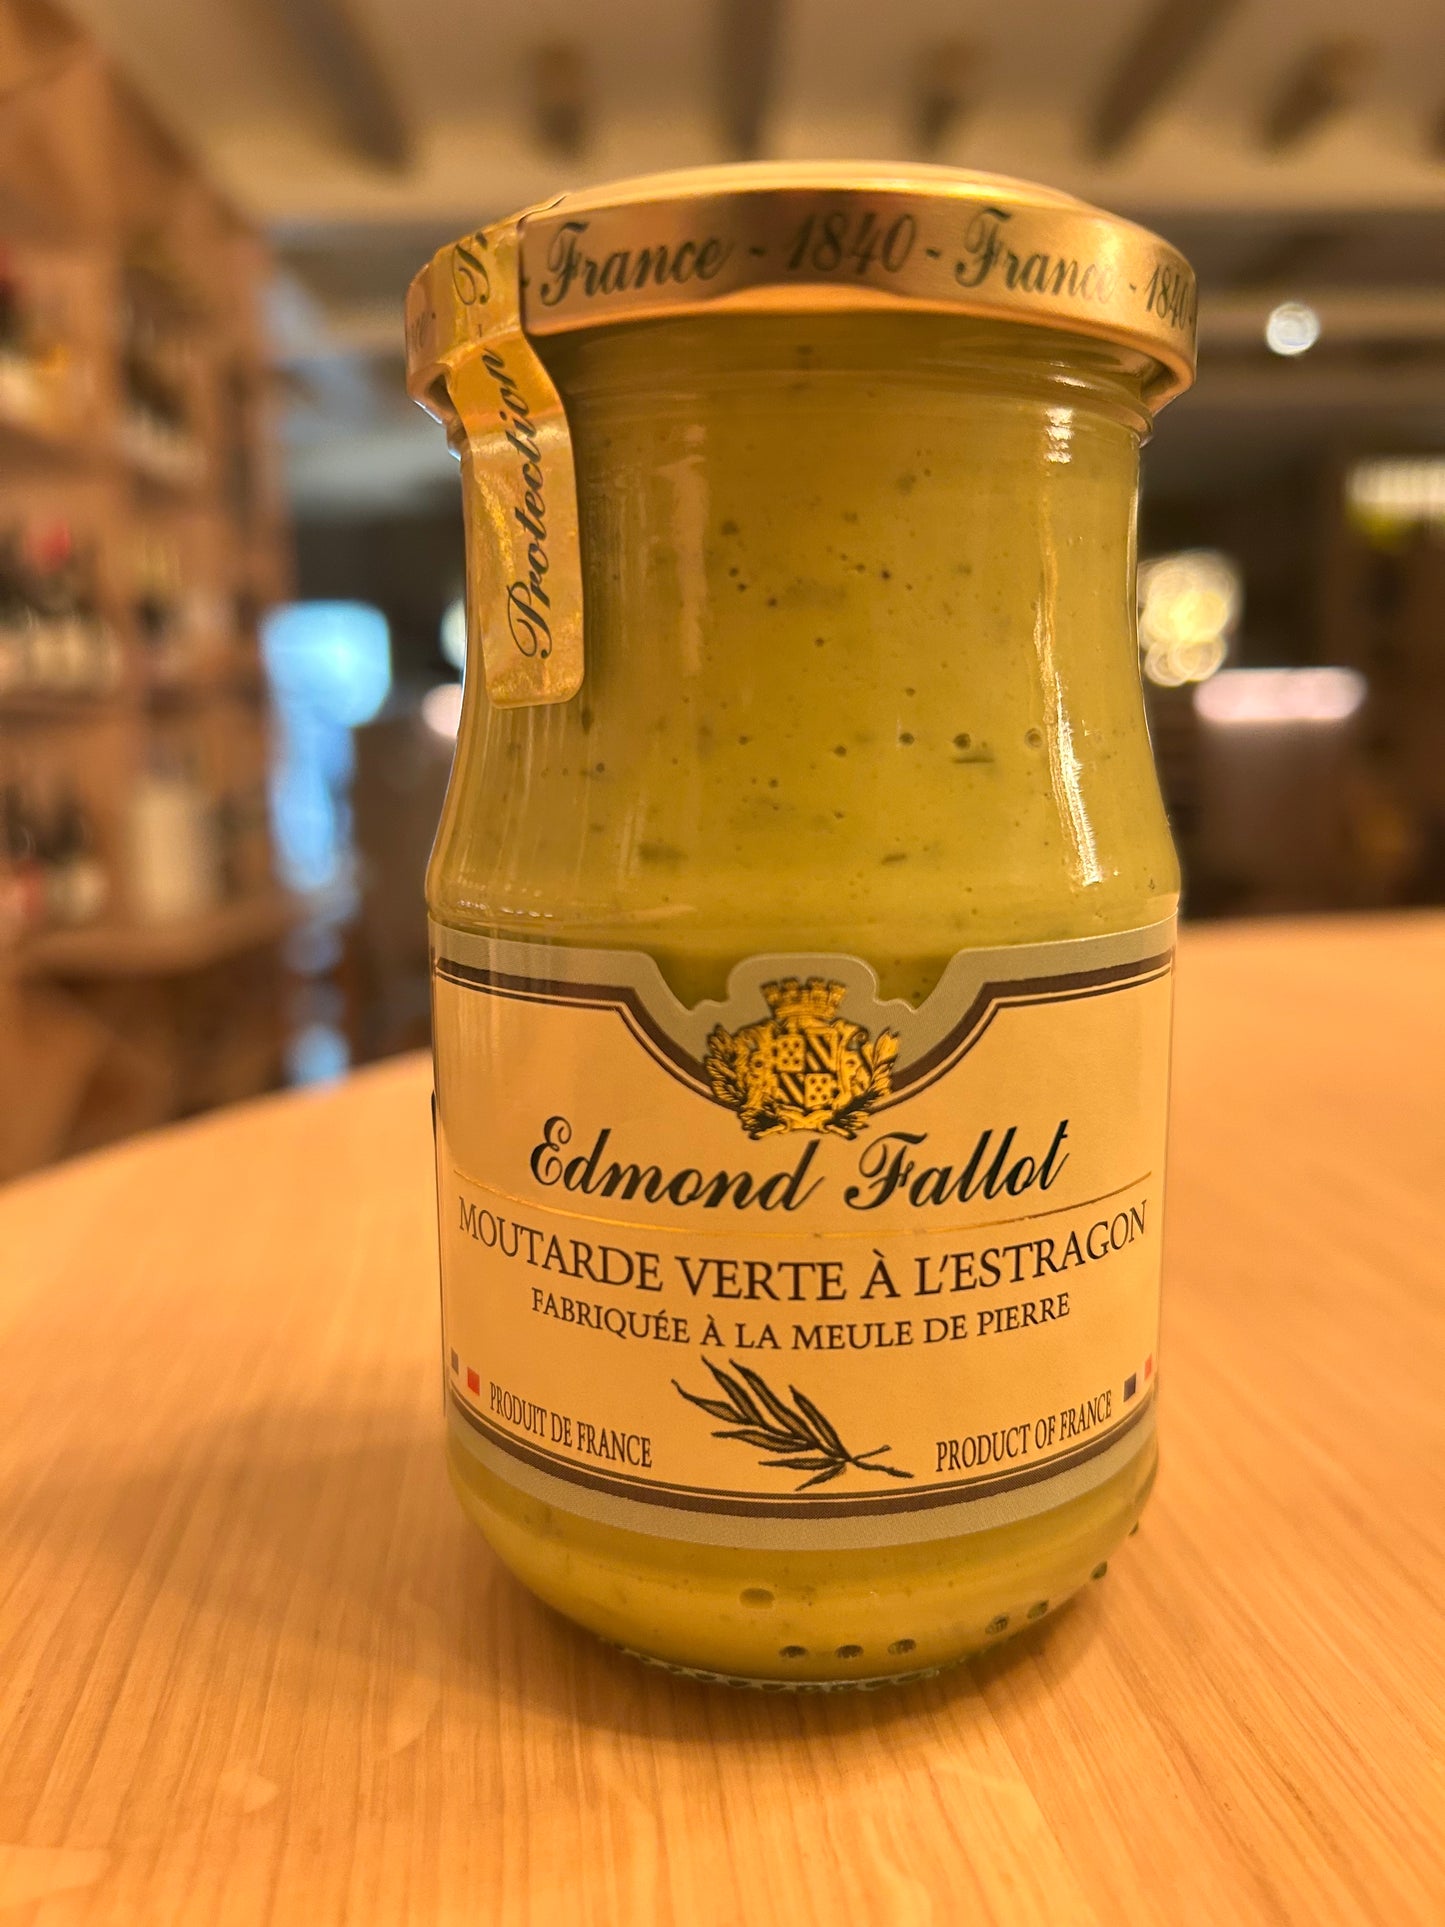 - France - 1840 - France - 1840 -
Protection
Edmond Fallot
MOUTARDE VERTE À L'ESTRAGON
FABRIQUÉE À LA MEULE DE PIERRE
PRODUIT DE FRANCE
PRODUCT OF FRANCE